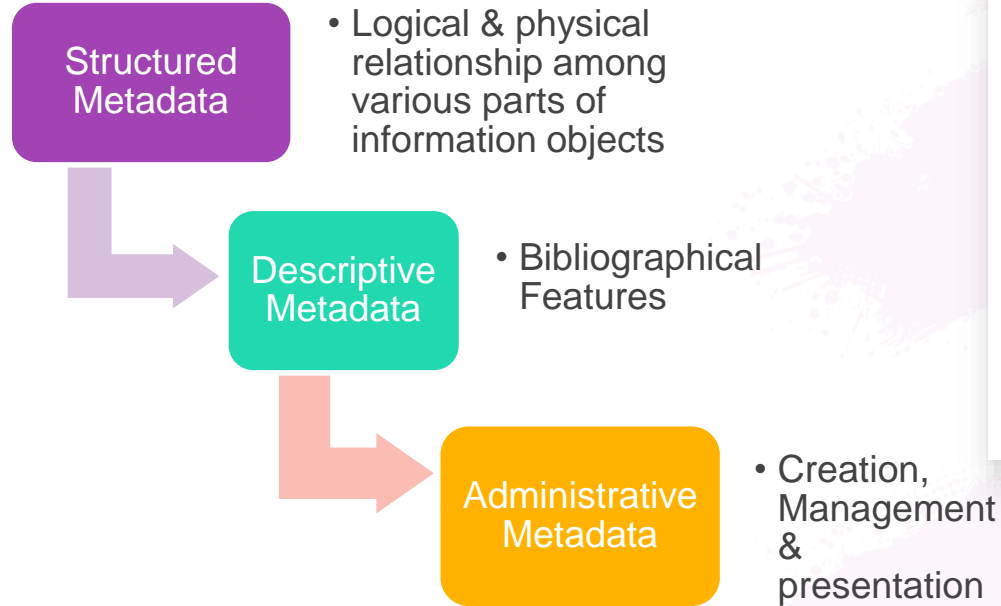 Structured
Metadata
• Logical & physical
relationship among
various parts of
information objects
Descriptive
Metadata
• Bibliographical
Features
Administrative
Metadata
• Creation,
Management
&
presentation